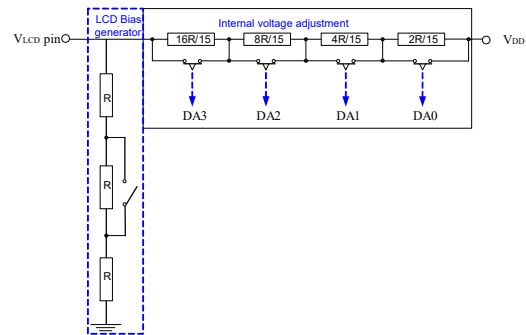 LCD Bias
generator
Internal voltage adjustment
VLCD pin
16R/15
8R/15
4R/15
2R/15
VDD
DA3
DA2
DA1
DA0
R
R
R